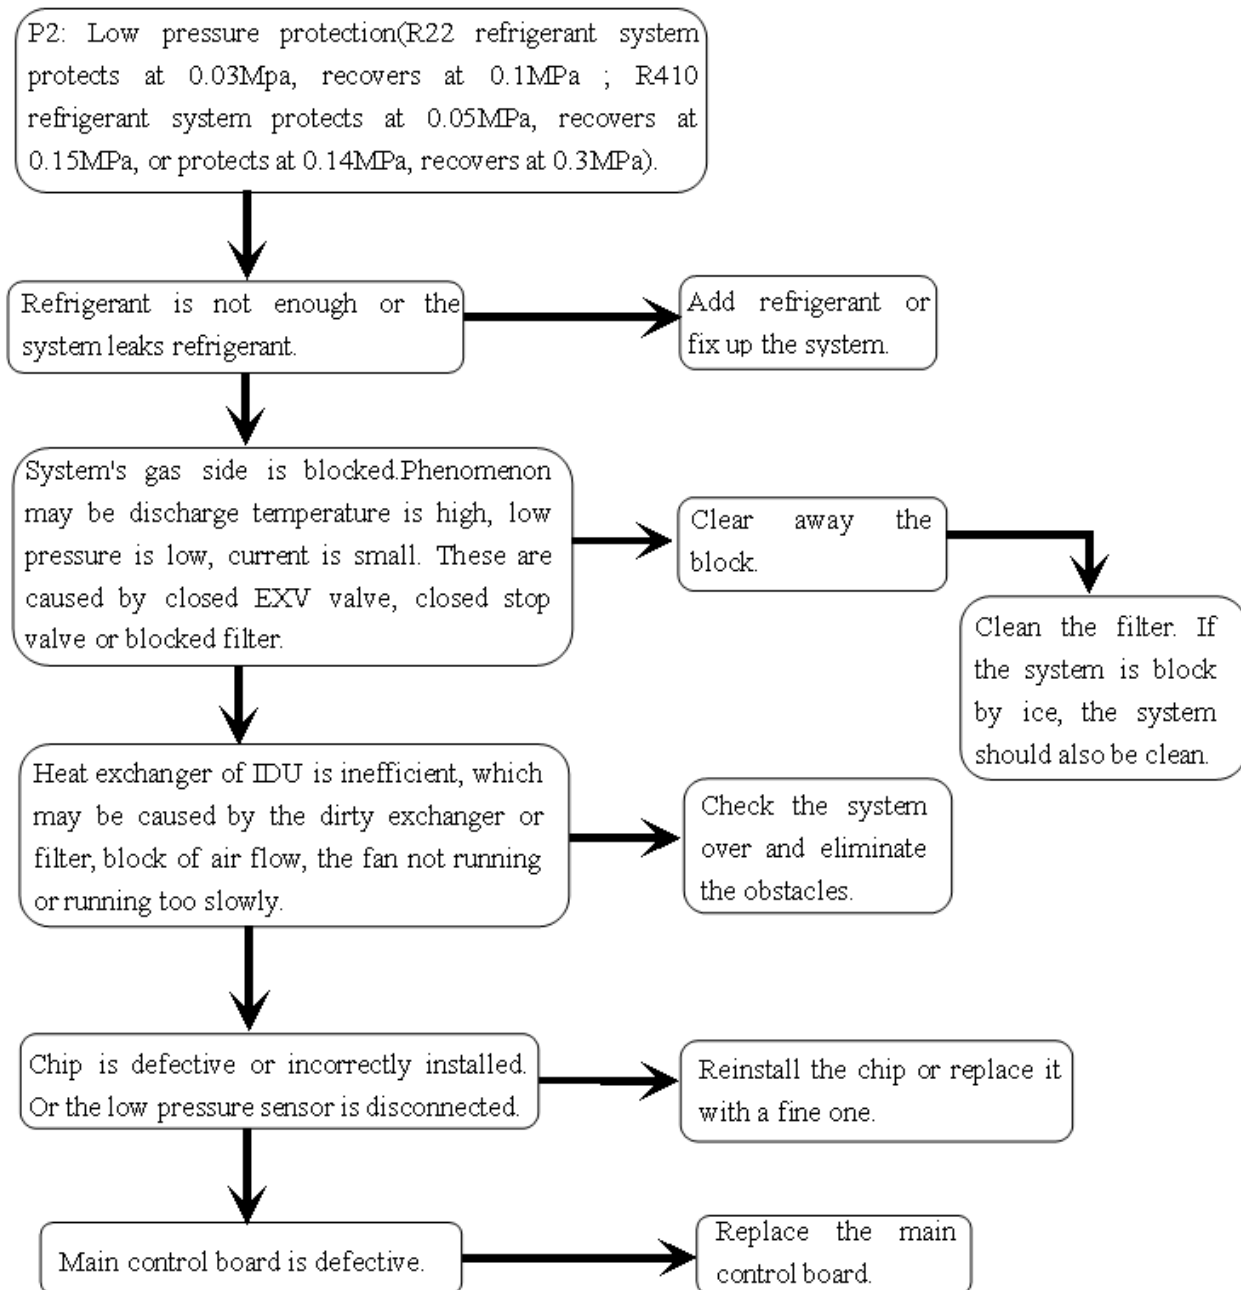 P2: Low pressure protection(R22 refrigerant system
protects at 0.03Mpa, recovers at 0.1MPa ; R410
refrigerant system protects at 0.05MPa, recovers at
0.15MPa, or protects at 0.14MPa, recovers at 0.3MPa).
Refrigerant is not enough or the
system leaks refrigerant.
Add refrigerant or
fix up the system.
System's gas side is blocked.Phenomenon
may be discharge temperature is high, low
pressure is low, current is small. These are
caused by closed EXV valve, closed stop
valve or blocked filter.
Clear away the
block.
Clean the filter. If
the system is block
by ice, the system
should also be clean.
Heat exchanger of IDU is inefficient, which
may be caused by the dirty exchanger or
filter, block of air flow, the fan not running
or running too slowly.
Check the system
over and eliminate
the obstacles.
Chip is defective or incorrectly installed.
Or the low pressure sensor is disconnected.
Reinstall the chip or replace it
with a fine one.
Main control board is defective.
Replace the main
control board.